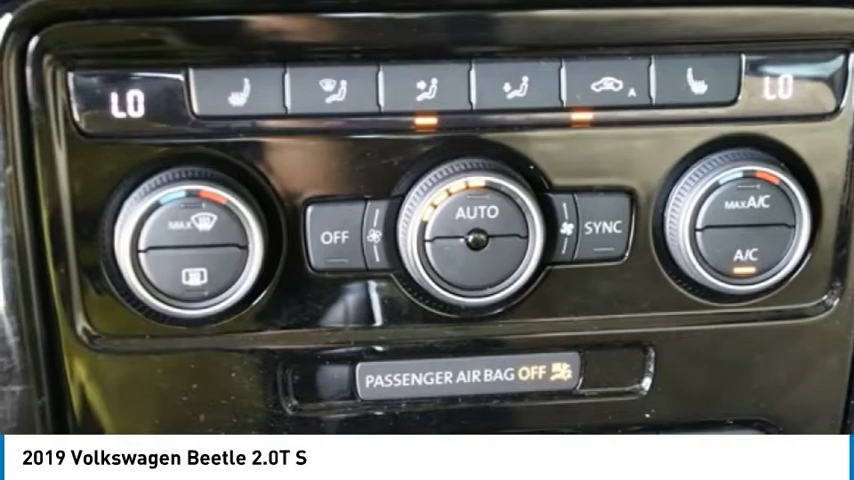 LO
A
LO
MAX
OFF
AUTO
SYNC
MAX A/C
A/C
PASSENGER AIR BAG OFF
2019 Volkswagen Beetle 2.0T S